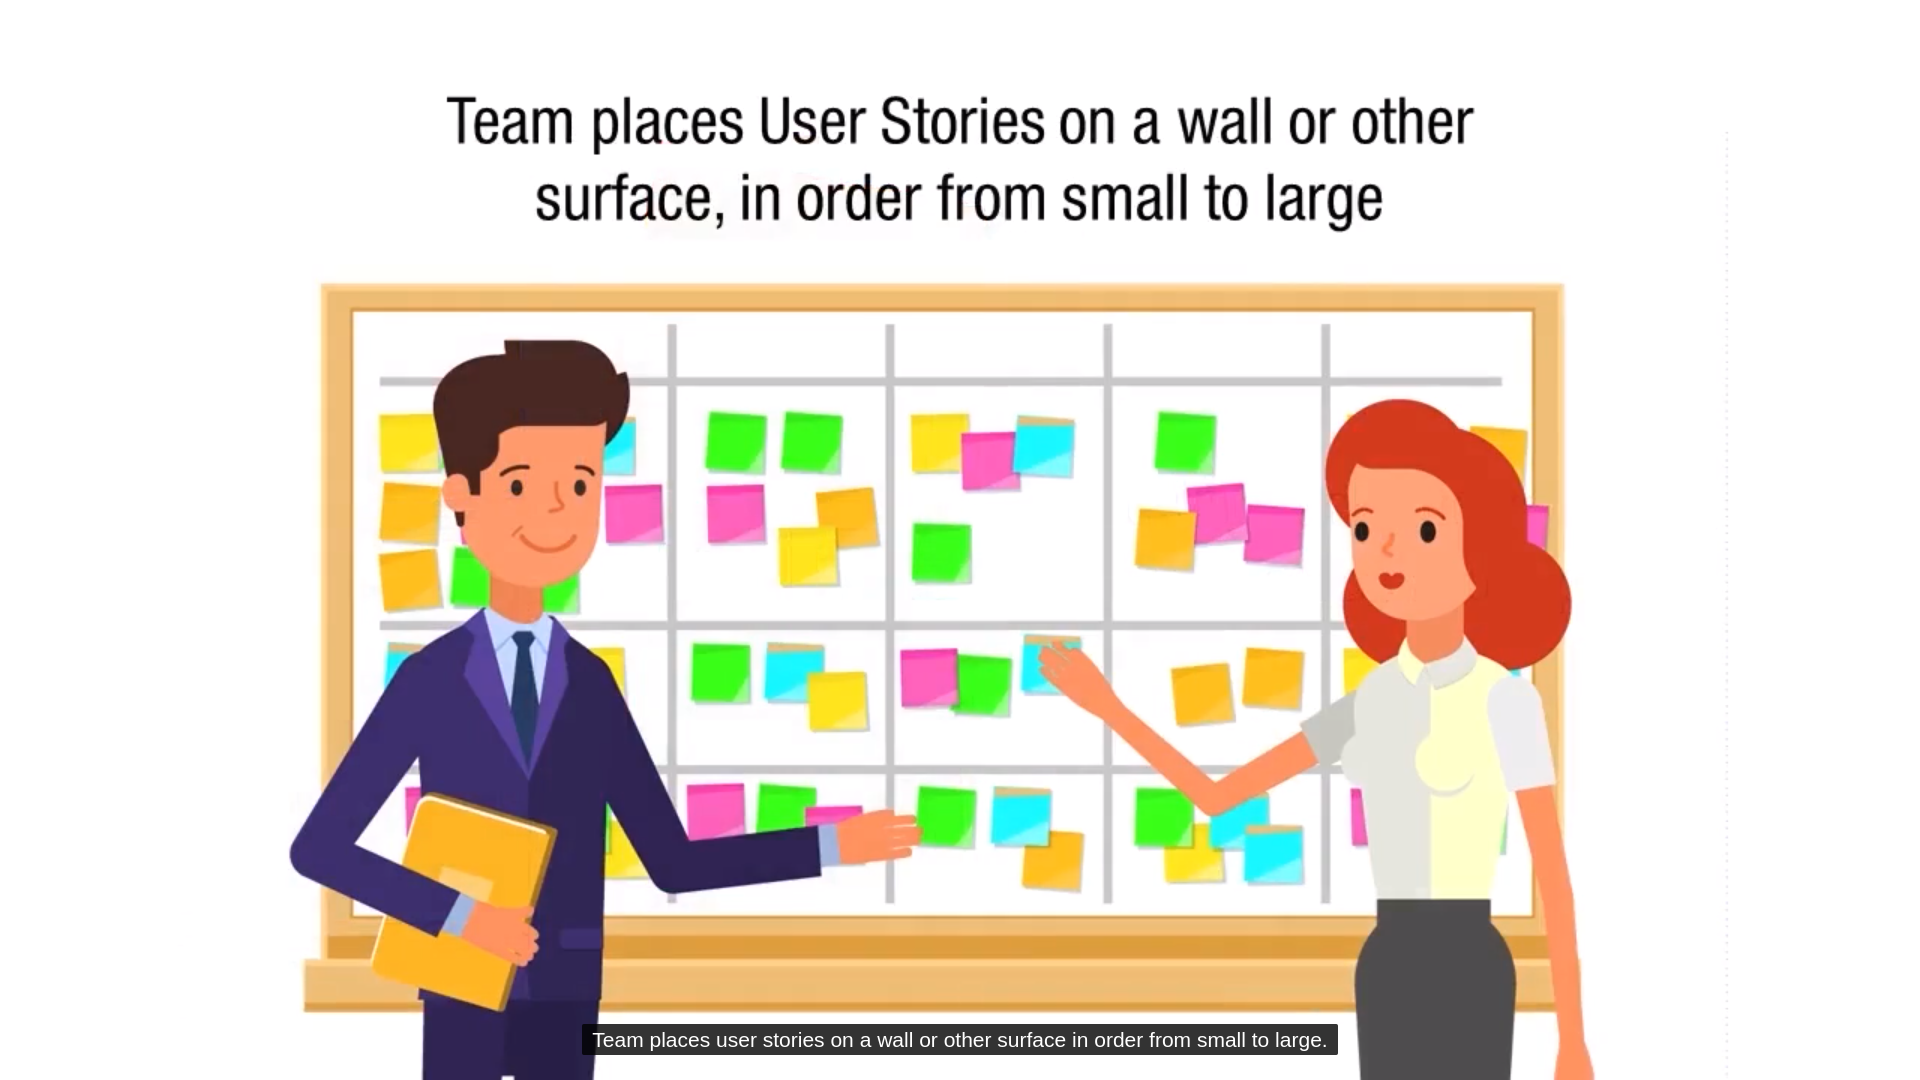 Team places User Stories on a wall or other
surface, in order from small to large
Team places user stories on a wall or other surface in order from small to large.